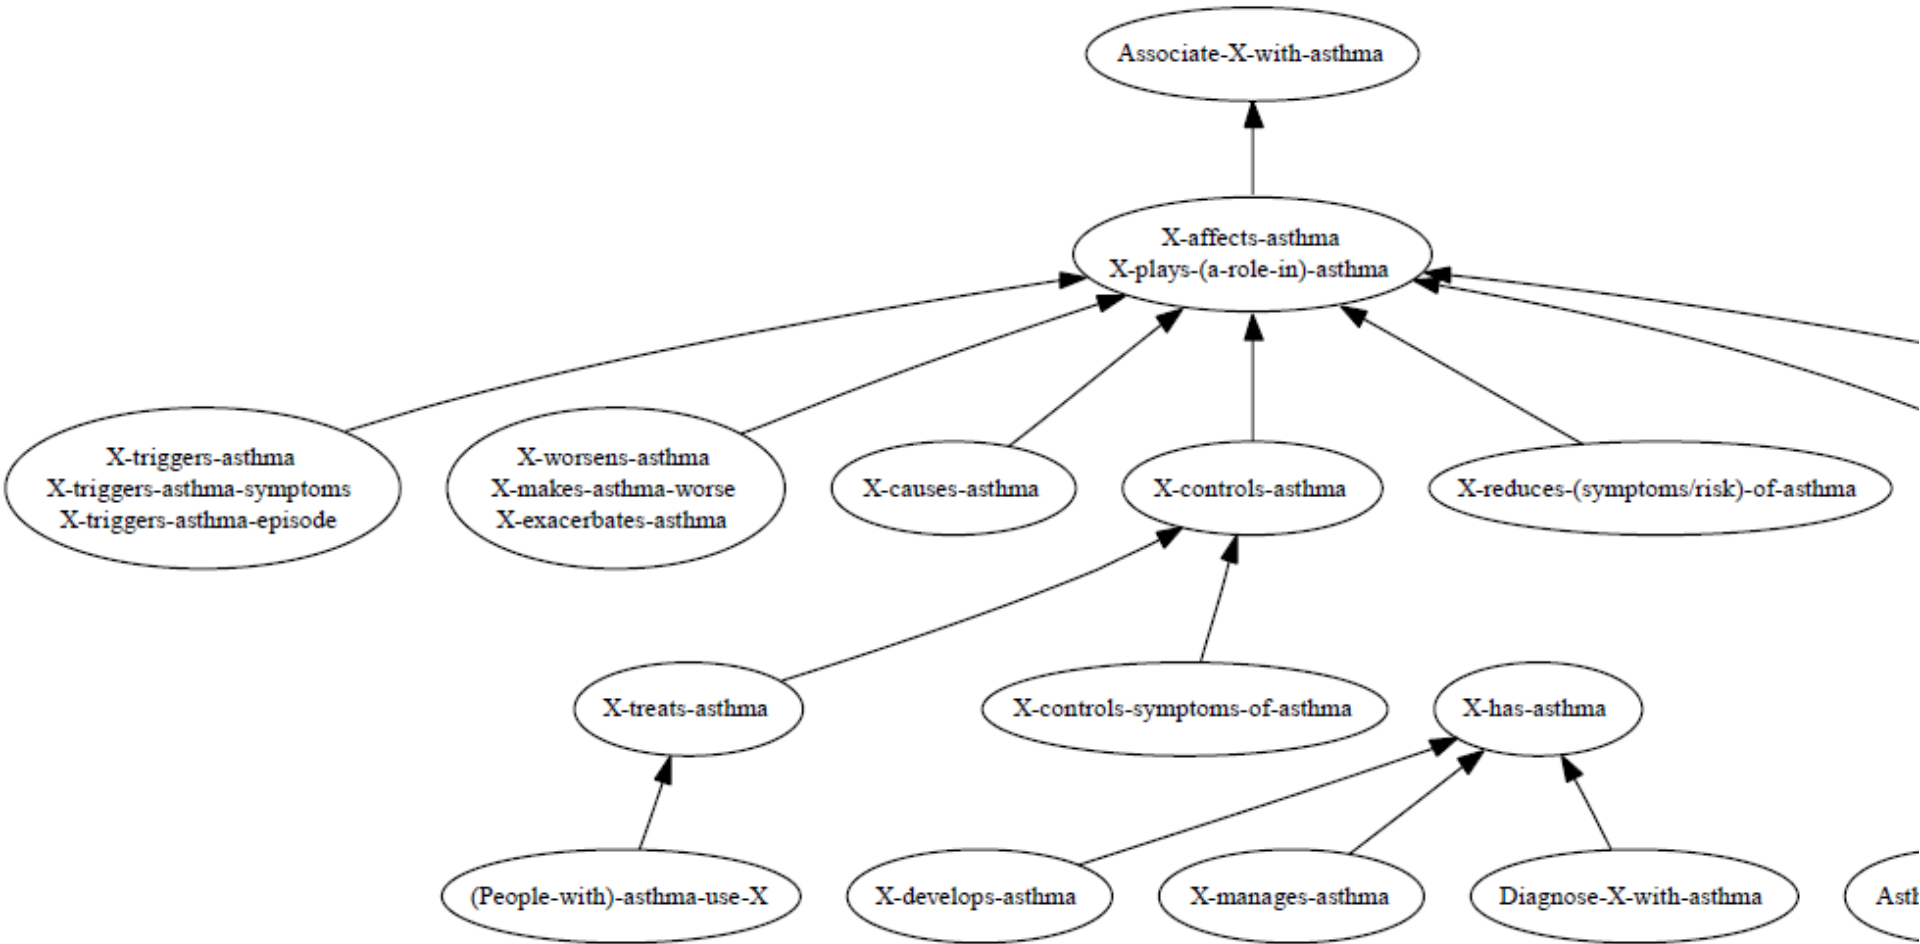 Associate-X-with-asthma
X-affects-asthma
X-plays-(a-role-in)-asthma
X-triggers-asthma
X-triggers-asthma-symptoms
X-triggers-asthma-episode
X-worsens-asthma
X-makes-asthma-worse
X-exacerbates-asthma
X-causes-asthma
X-controls-asthma
X-reduces-(symptoms/risk)-of-asthma
X-treats-asthma
X-controls-symptoms-of-asthma
X-has-asthma
(People-with)-asthma-use-X
X-develops-asthma
X-manages-asthma
Diagnose-X-with-asthma